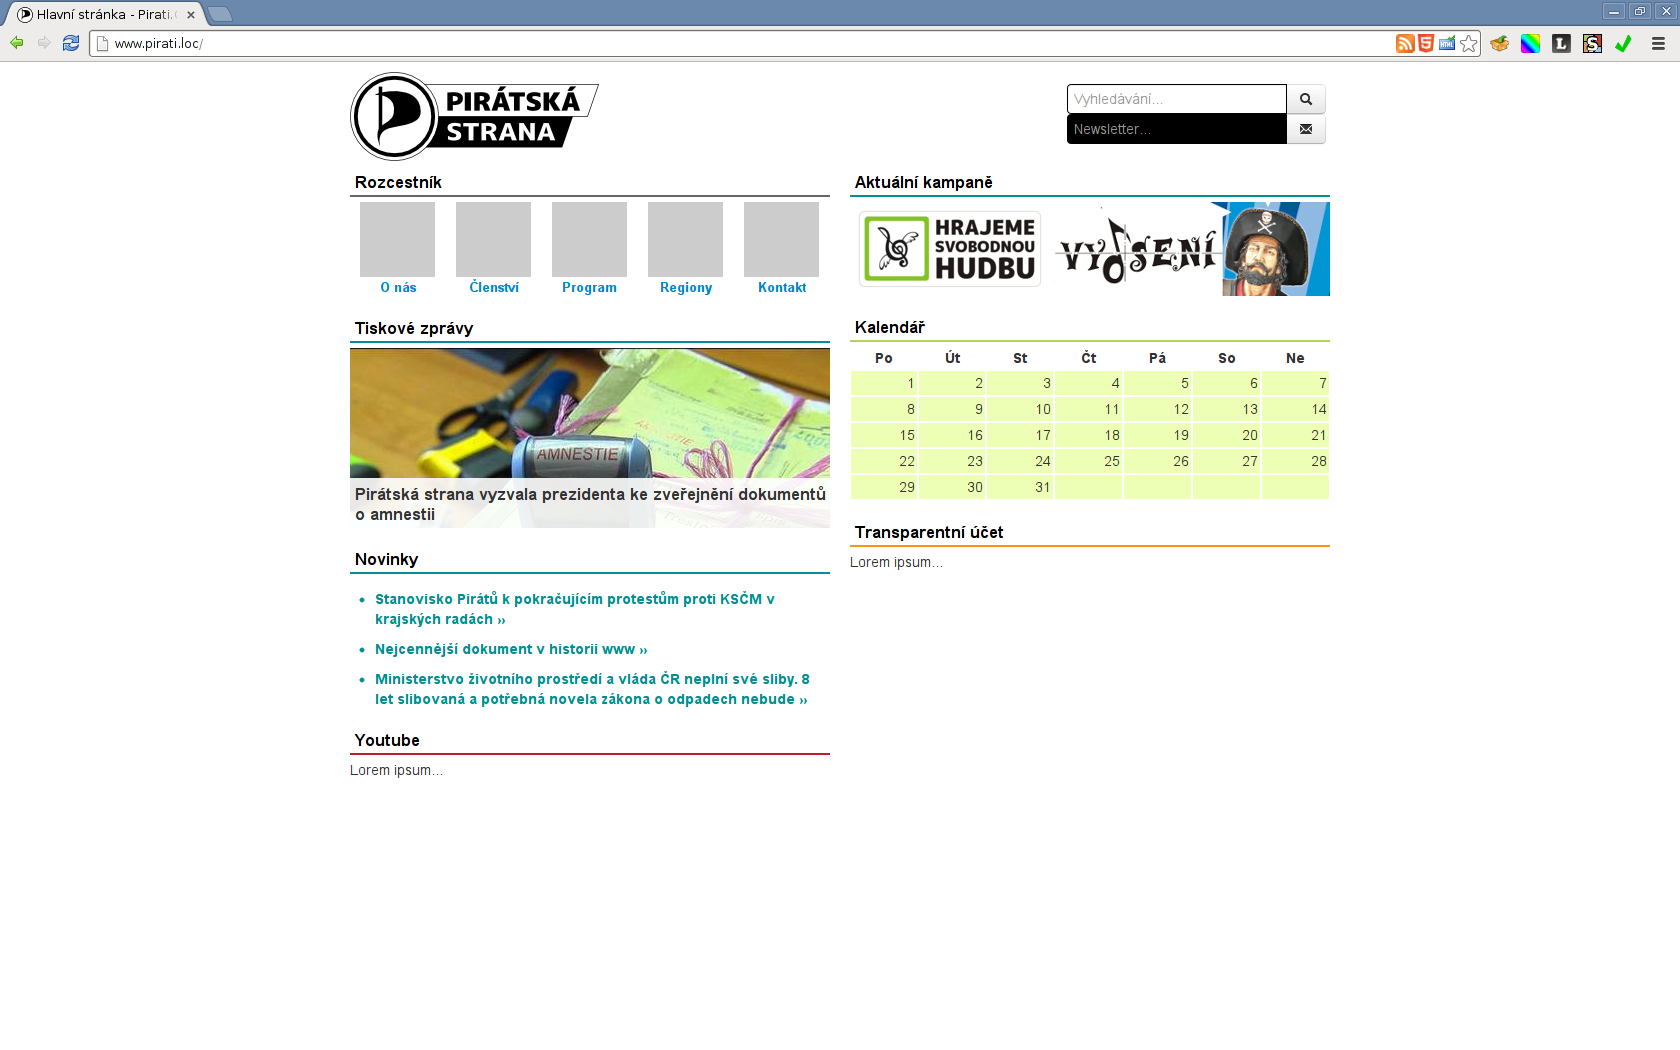 Hlavní stránka - Pirati.
www.pirati.loc/
PIRÁTSKÁ
STRANA
Vyhledávání...
Newsletter...
Rozcestník
O nás
Členství
Program
Regiony
Kontakt
Tiskové zprávy
AMNESTIE
Pirátská strana vyzvala prezidenta ke zveřejnění dokumentů
o amnestii
Novinky
Stanovisko Pirátů k pokračujícím protestům proti KSČM v
krajských radách ››
Nejcennější dokument v historii www ››
Ministerstvo životního prostředí a vláda ČR neplní své sliby. 8
let slibovaná a potřebná novela zákona o odpadech nebude ››
Youtube
Lorem ipsum...
Aktuální kampaně
HRAJEME
SVOBODNOU
HUDBU
VYOSENÍ
Kalendář
Po Út St Čt Pá So Ne
1 2 3 4 5 6 7
8 9 10 11 12 13 14
15 16 17 18 19 20 21
22 23 24 25 26 27 28
29 30 31
Transparentní účet
Lorem ipsum...